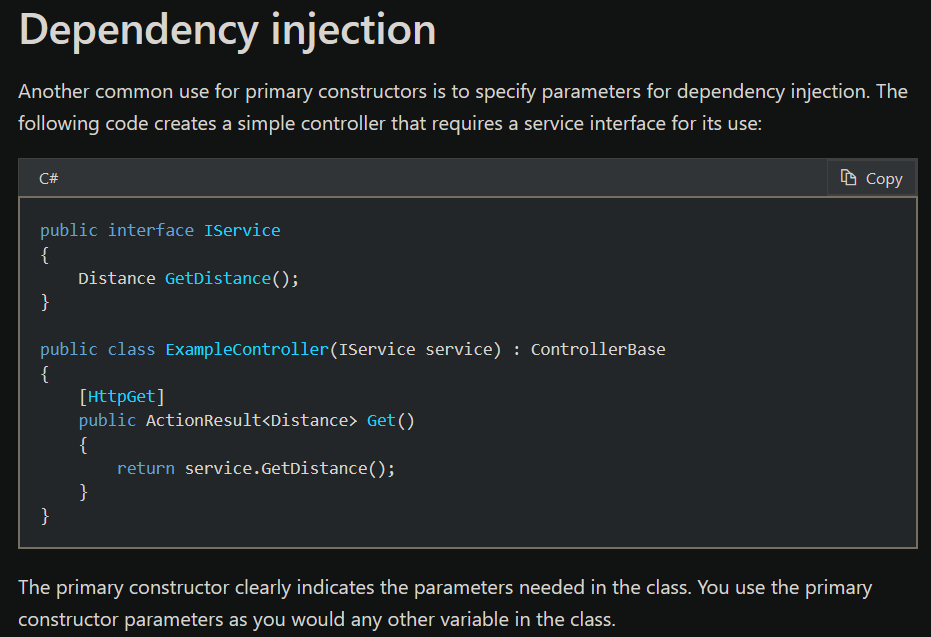 Dependency injection
Another common use for primary constructors is to specify parameters for dependency injection. The
following code creates a simple controller that requires a service interface for its use:
C#
Copy
public interface IService
{
    Distance GetDistance();
}

public class ExampleController(IService service) : ControllerBase
{
    [HttpGet]
    public ActionResult<Distance> Get()
    {
        return service.GetDistance();
    }
}
The primary constructor clearly indicates the parameters needed in the class. You use the primary
constructor parameters as you would any other variable in the class.